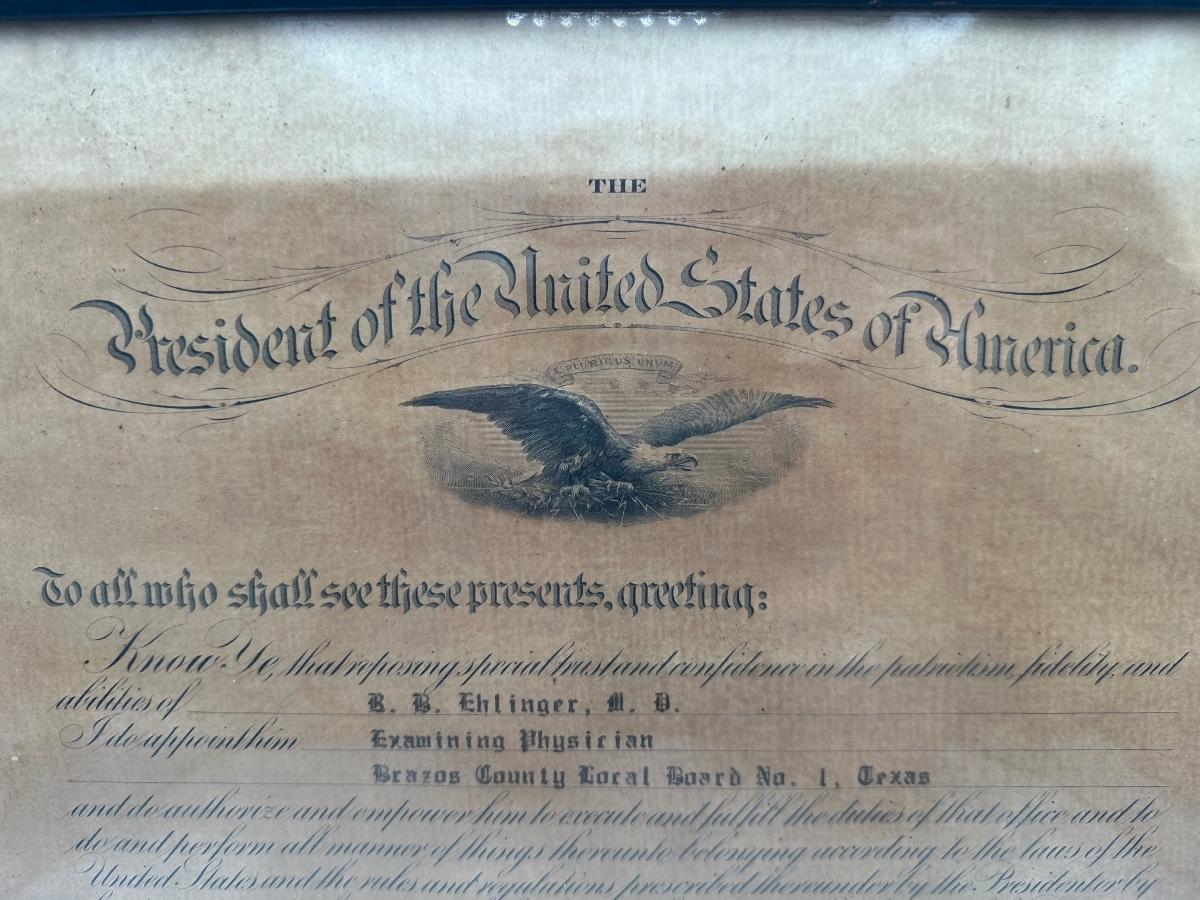 THE
President of the United States of America.
E PLURIBUS UNUM
To all who shall see these presents, greeting:
Know Ye, that reposing special trust and confidence in the patriotism, fidelity, and
abilities of R. B. Ehlinger, M. D.
I do appoint him Examining Physician
Brazos County Local Board No. 1, Texas
and do authorize and empower him to execute and fulfill the duties of that office and to
do and perform all manner of things thereunto belonging according to the laws of the
United States and the rules and regulations prescribed thereunder by the President or by